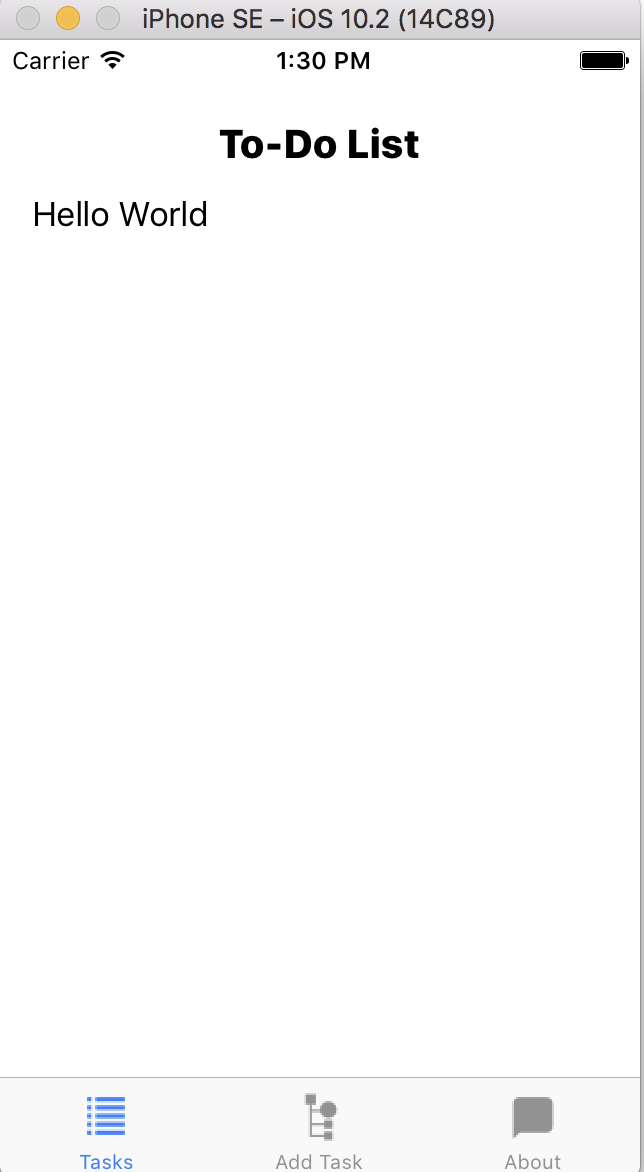 iPhone SE – iOS 10.2 (14C89)
Carrier 1:30 PM
To-Do List
Hello World
Tasks Add Task About